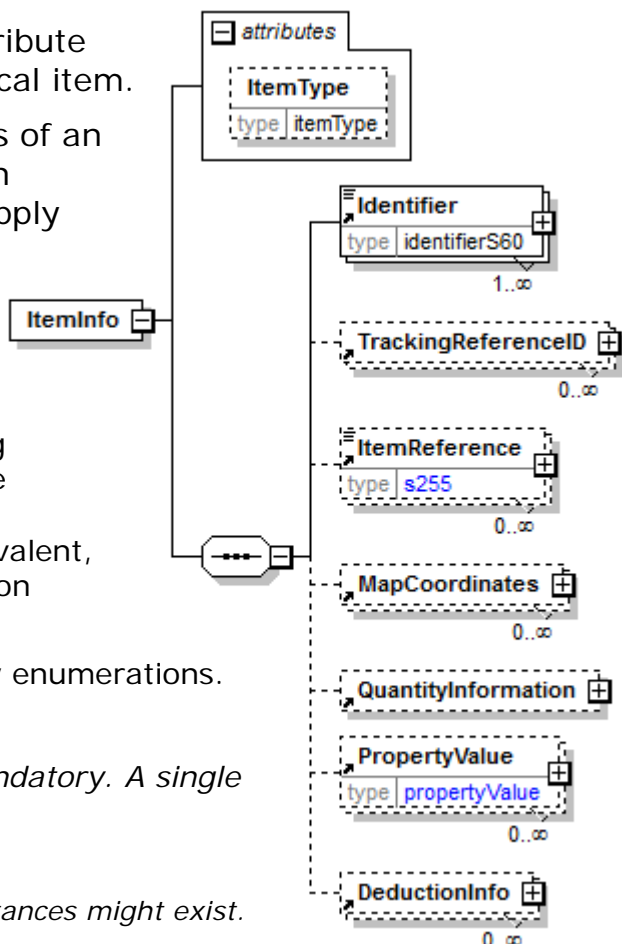 ribute
cal item.
s of an
n
pply
g
e
valent,
on
enumerations.
ndatory. A single
tances might exist.
attributes
ItemType
type itemType
ItemInfo
Identifier
type identifierS60
1..∞
TrackingReferenceID
0..∞
ItemReference
type s255
0..∞
MapCoordinates
0..∞
QuantityInformation
PropertyValue
type propertyValue
0..∞
DeductionInfo
0..∞